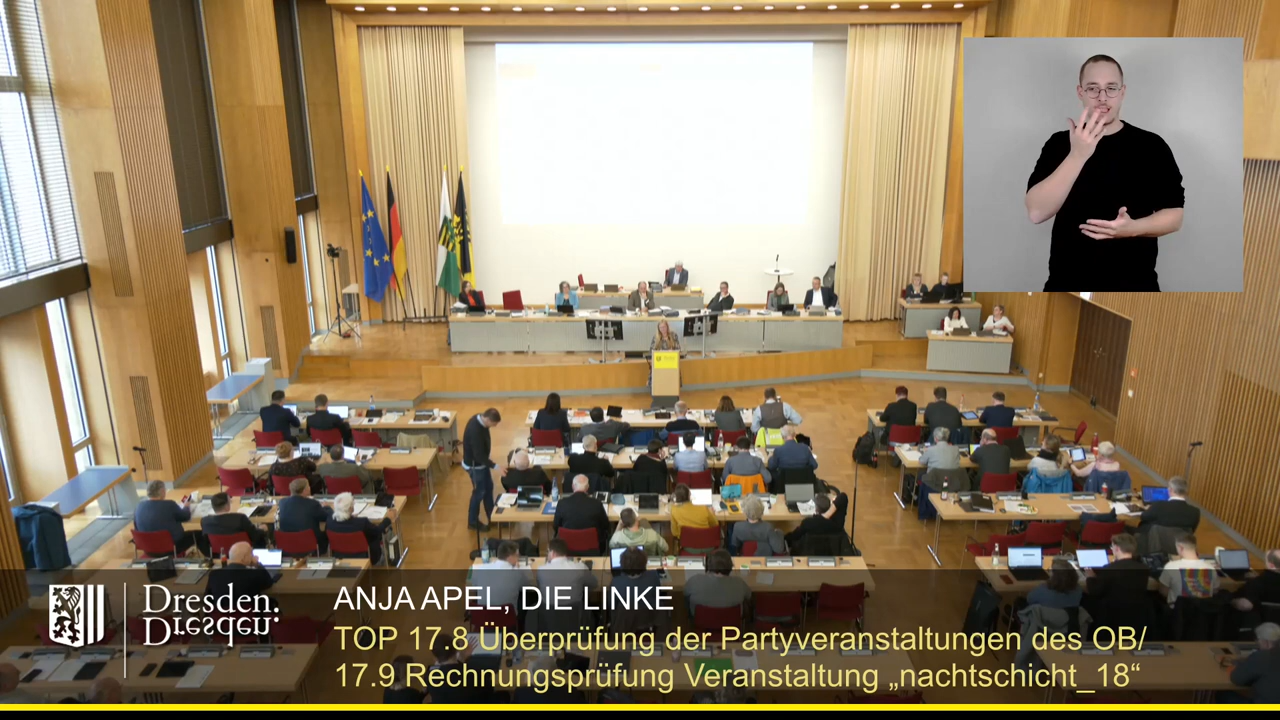 Dresden.
Dresden.
ANJA APEL, DIE LINKE
TOP 17.8 Überprüfung der Partyveranstaltungen des OB/
17.9 Rechnungsprüfung Veranstaltung „nachtschicht_18“